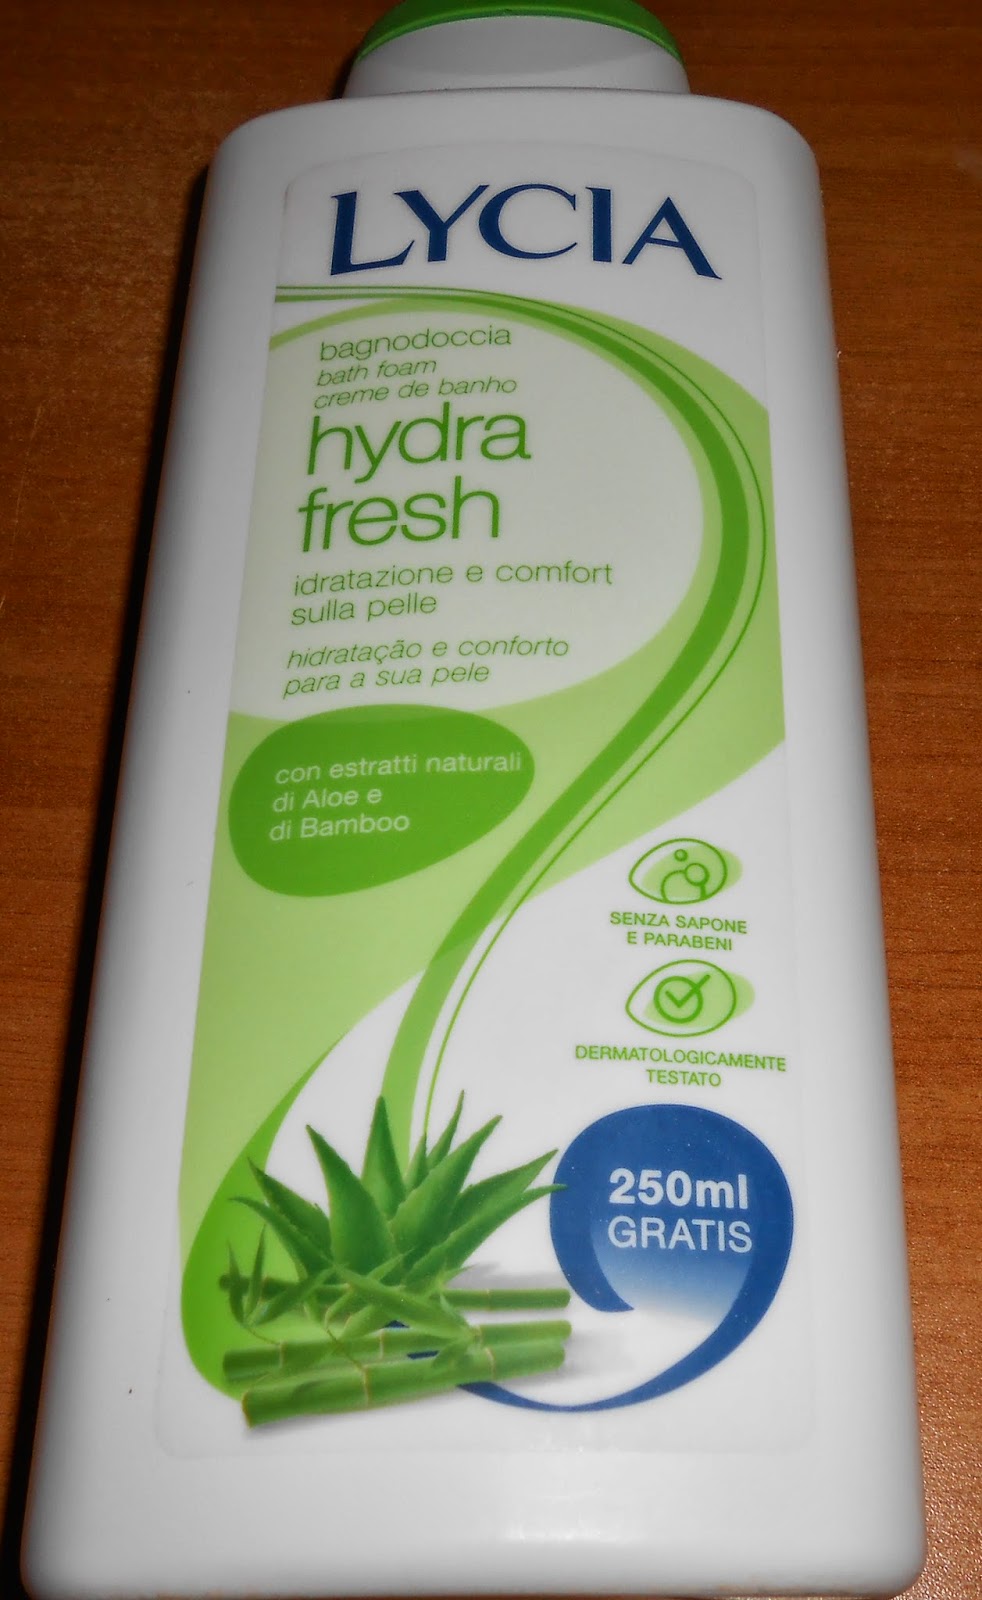 LYCIA
bagnodoccia
bath foam
creme de banho
hydra
fresh
idratazione e comfort
sulla pelle
hidratação e conforto
para a sua pele
con estratti naturali
di Aloe e
di Bamboo
SENZA SAPONE
E PARABENI
DERMATOLOGICAMENTE
TESTATO
250ml
GRATIS